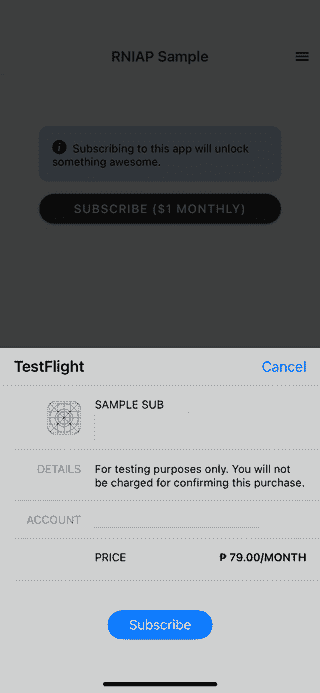 RNIAP Sample
Subscribing to this app will unlock
something awesome.
SUBSCRIBE ($1 MONTHLY)
TestFlight
Cancel
SAMPLE SUB
DETAILS
For testing purposes only. You will not
be charged for confirming this purchase.
ACCOUNT
PRICE
₱ 79.00/MONTH
Subscribe